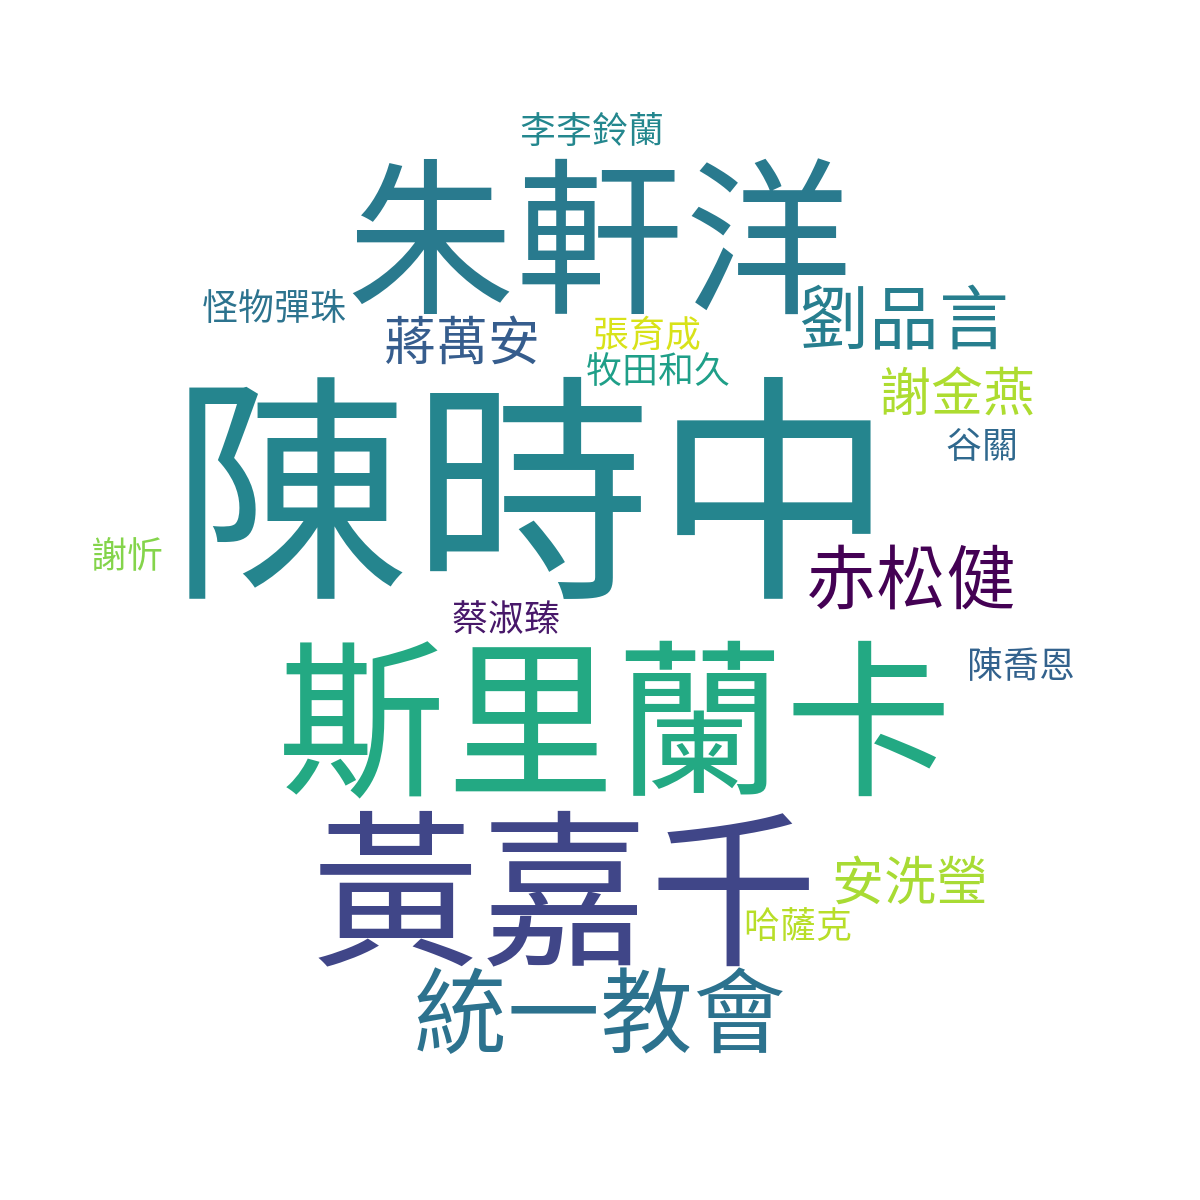 李李鈴蘭
朱軒洋
怪物彈珠
劉品言
蔣萬安
張育成
牧田和久
謝金燕
陳時中
谷關
謝忻
赤松健
蔡淑臻
斯里蘭卡
陳喬恩
黃嘉千
安洗瑩
哈薩克
統一教會